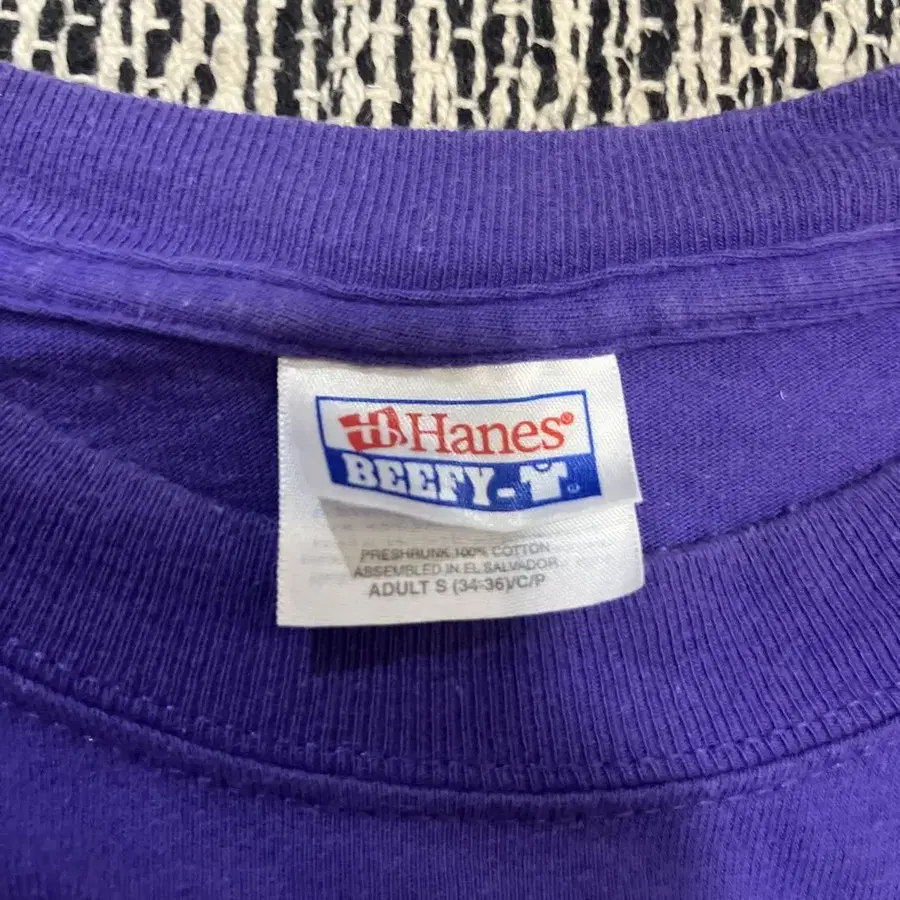 Hanes®
BEEFY-T
PRESHRUNK 100% COTTON
ASSEMBLED IN EL SALVADOR
ADULT S (34-36)/C/P